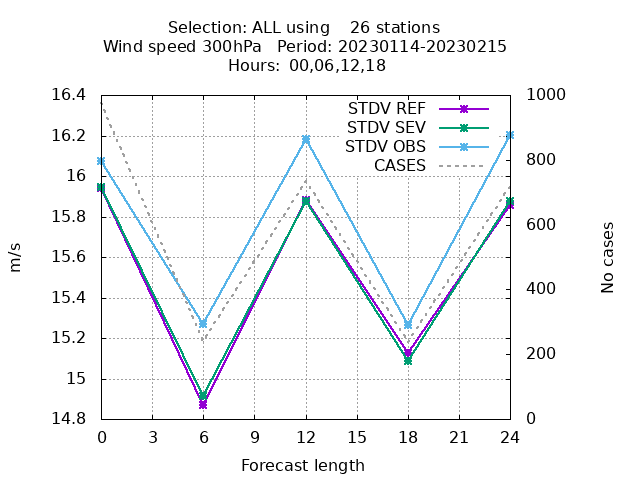 Selection: ALL using    26 stations
Wind speed 300hPa   Period: 20230114-20230215
Hours: 00,06,12,18
STDV REF
STDV SEV
STDV OBS
CASES
16.4
16.2
16
15.8
15.6
15.4
15.2
15
14.8
m/s
1000
800
600
400
200
0
No cases
0 3 6 9 12 15 18 21 24
Forecast length